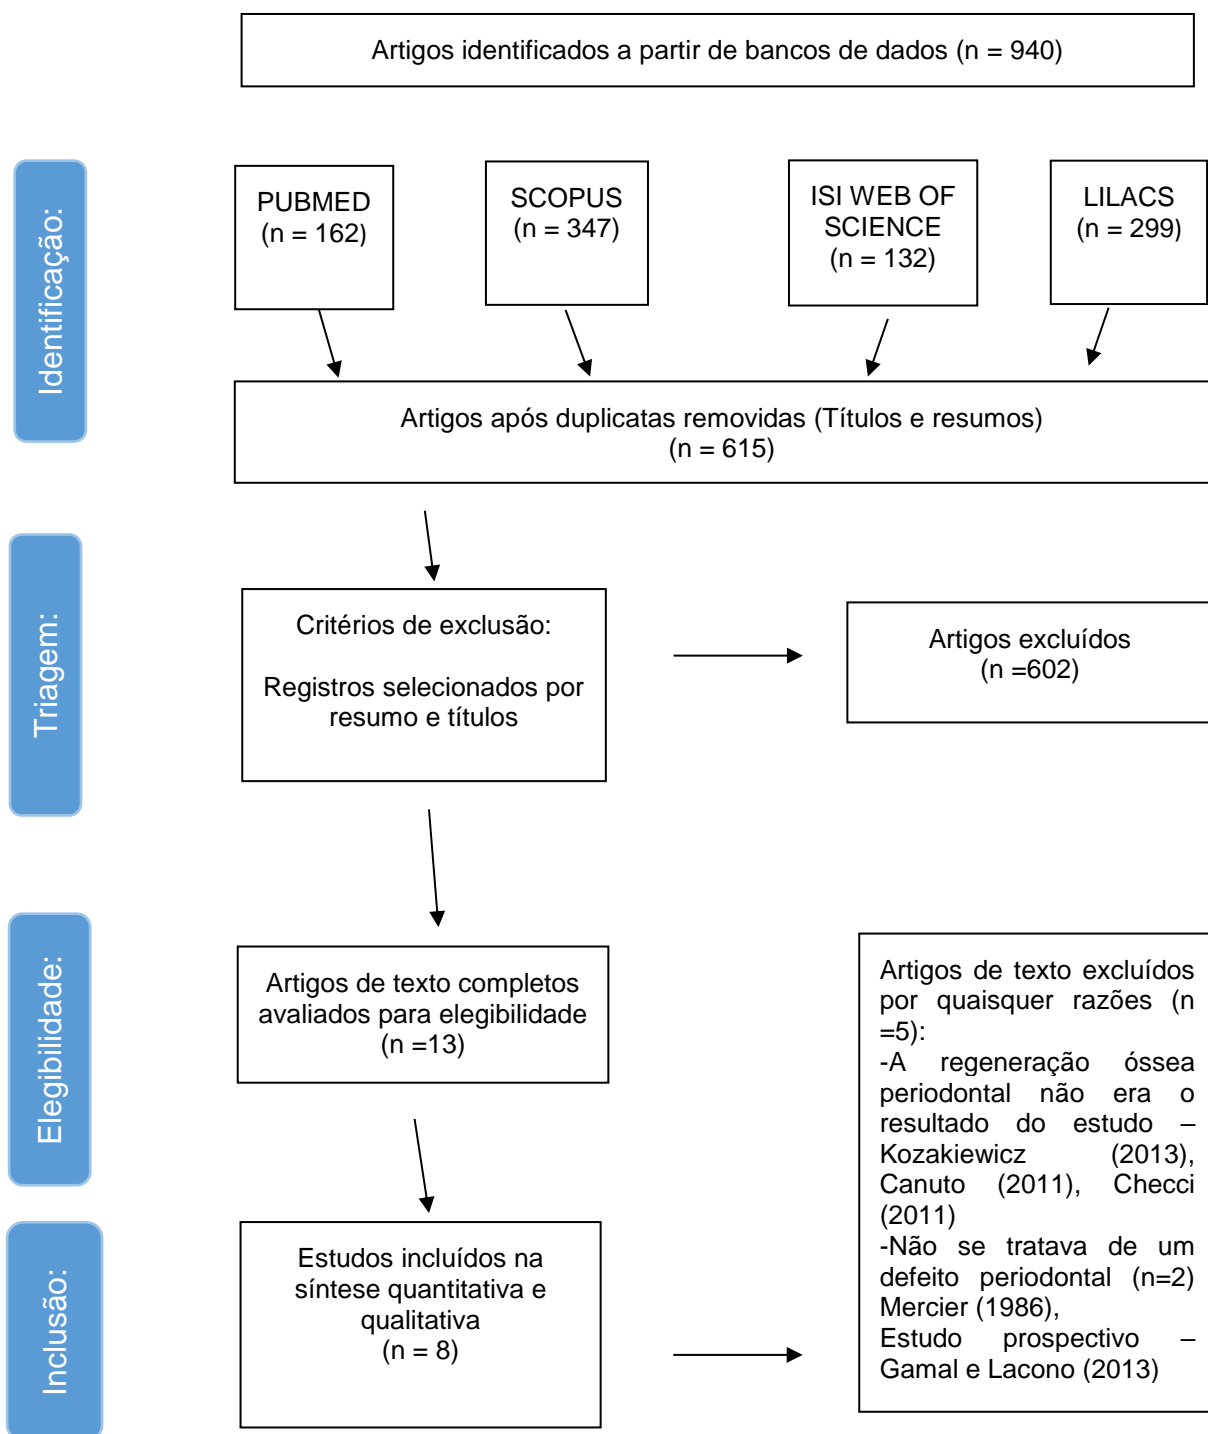 Artigos identificados a partir de bancos de dados (n = 940)
Identificação:
PUBMED
(n = 162)
SCOPUS
(n = 347)
ISI WEB OF
SCIENCE
(n = 132)
LILACS
(n = 299)
Artigos após duplicatas removidas (Títulos e resumos)
(n = 615)
Triagem:
Critérios de exclusão:
Registros selecionados por
resumo e títulos
Artigos excluídos
(n =602)
Elegibilidade:
Artigos de texto completos
avaliados para elegibilidade
(n =13)
Artigos de texto excluídos
por quaisquer razões (n
=5):
-A regeneração óssea
periodontal não era o
resultado do estudo –
Kozakiewicz (2013),
Canuto (2011), Checci
(2011)
-Não se tratava de um
defeito periodontal (n=2)
Mercier (1986),
Estudo prospectivo –
Gamal e Lacono (2013)
Inclusão:
Estudos incluídos na
síntese quantitativa e
qualitativa
(n = 8)